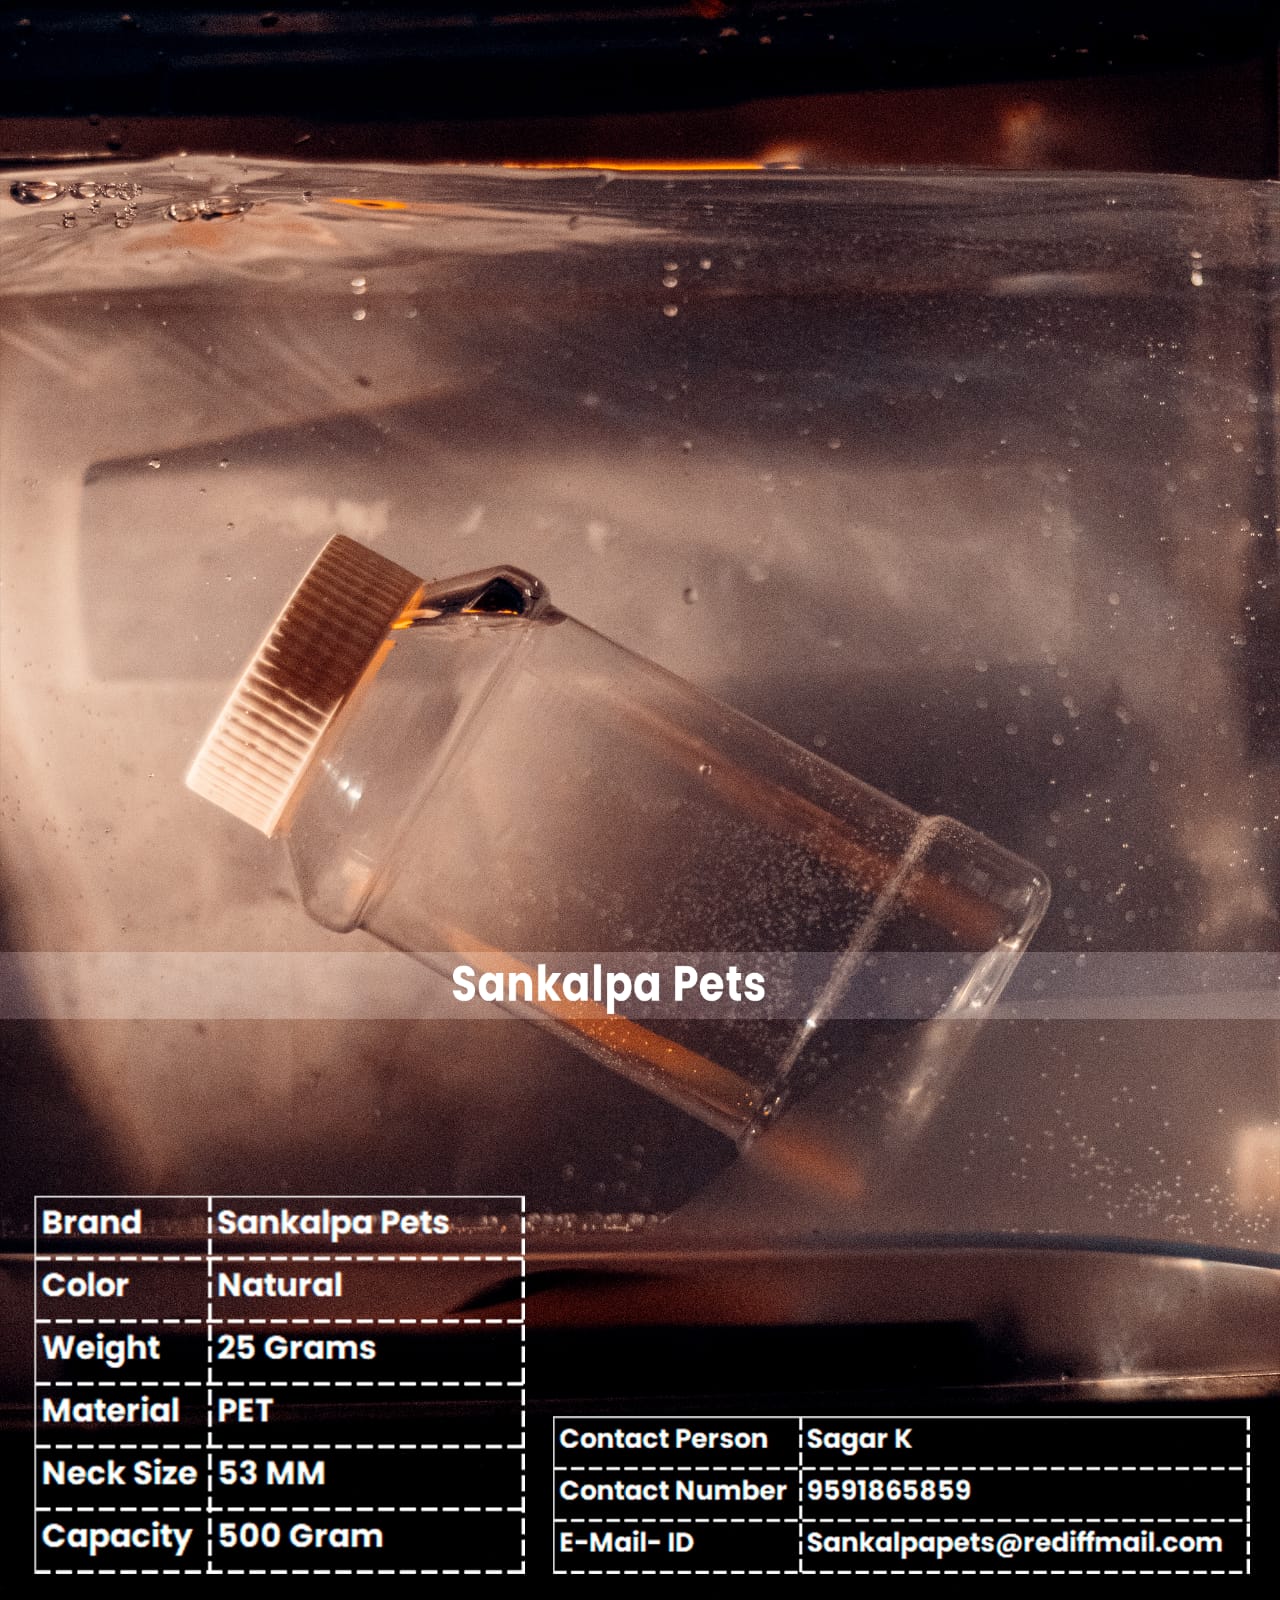 Sankalpa Pets
Brand Sankalpa Pets
Color Natural
Weight 25 Grams
Material PET
Neck Size 53 MM
Capacity 500 Gram
Contact Person Sagar K
Contact Number 9591865859
E-Mail- ID Sankalpapets@rediffmail.com